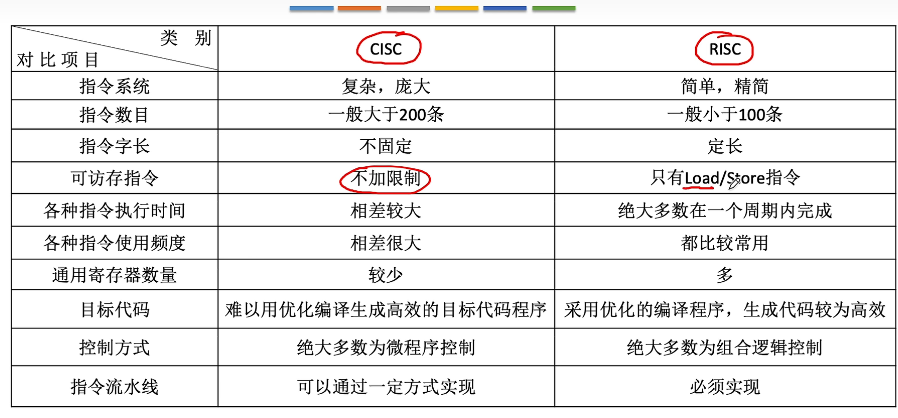 类 别
对比项目
CISC
RISC
指令系统 复杂，庞大 简单，精简
指令数目 一般大于200条 一般小于100条
指令字长 不固定 定长
可访存指令 不加限制 只有Load/Store指令
各种指令执行时间 相差较大 绝大多数在一个周期内完成
各种指令使用频度 相差很大 都比较常用
通用寄存器数量 较少 多
目标代码 难以用优化编译生成高效的目标代码程序 采用优化的编译程序，生成代码较为高效
控制方式 绝大多数为微程序控制 绝大多数为组合逻辑控制
指令流水线 可以通过一定方式实现 必须实现